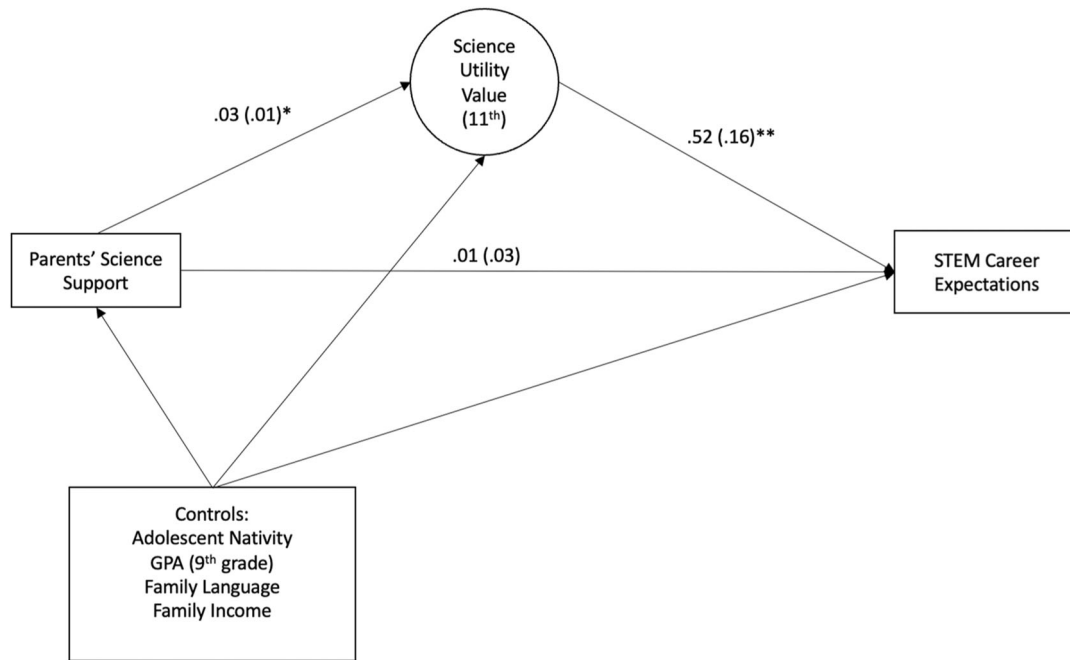 Science
Utility
Value
(11th)
.03 (.01)*
.52 (.16)**
Parents’ Science
Support
.01 (.03)
STEM Career
Expectations
Controls:
Adolescent Nativity
GPA (9th grade)
Family Language
Family Income